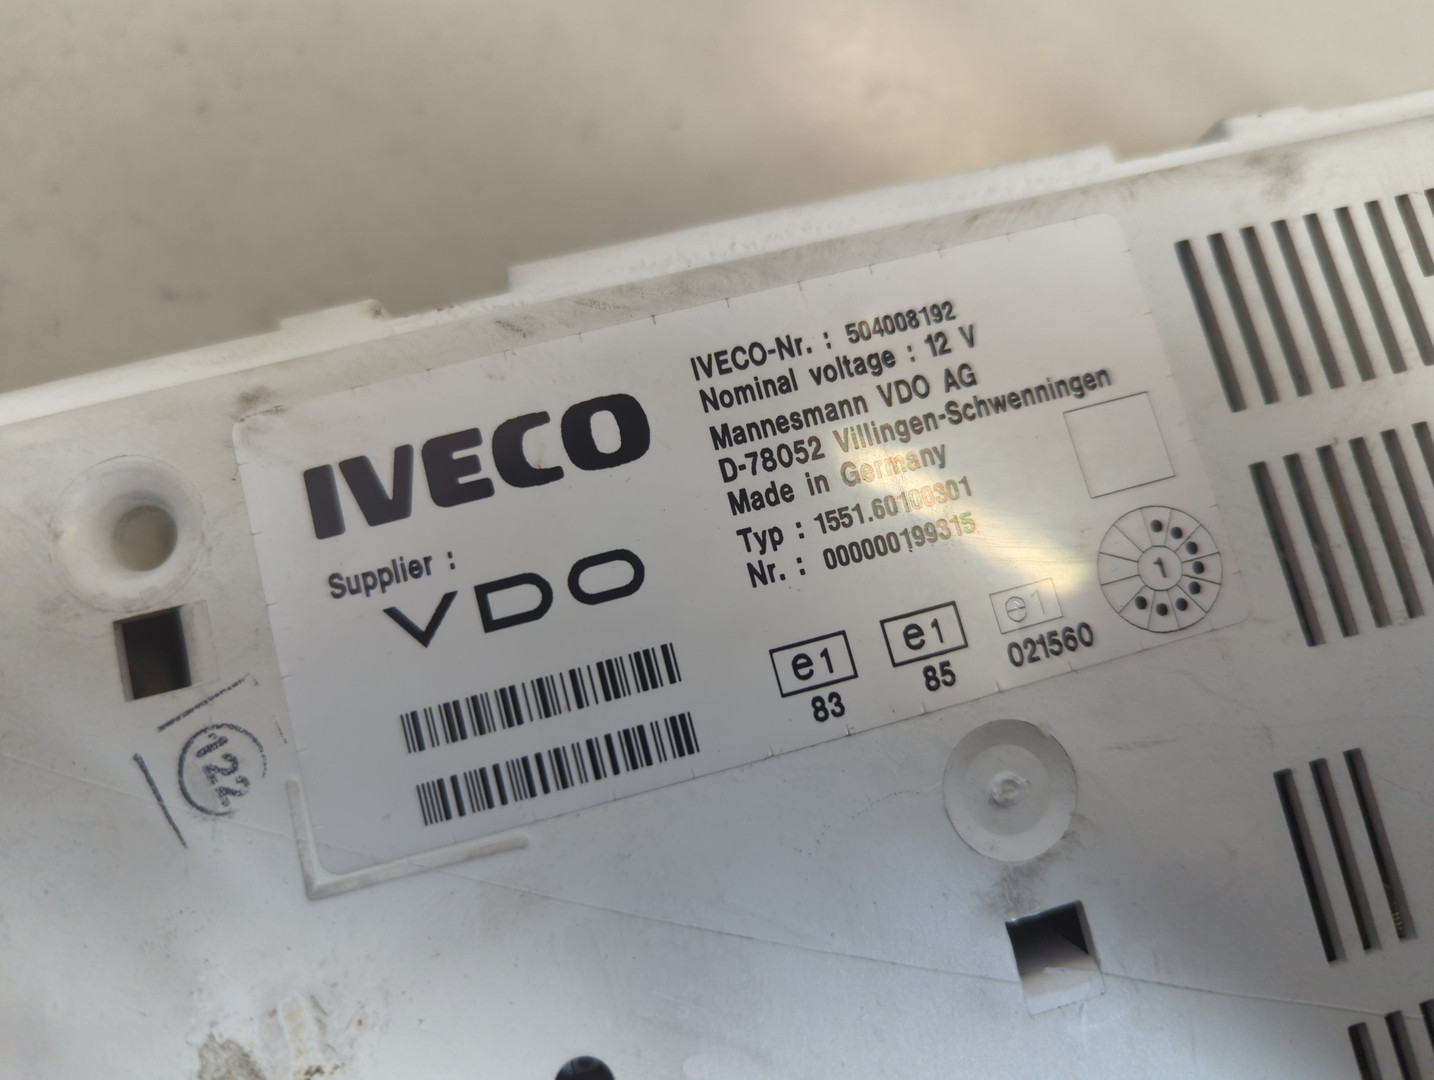 IVECO
Supplier :
VDO
IVECO-Nr. : 504008192
Nominal voltage : 12 V
Mannesmann VDO AG
D-78052 Villingen-Schwenningen
Made in Germany
Typ : 1551.60100301
Nr. : 000000199315
e1
83
e1
85
e1
021560
1
122